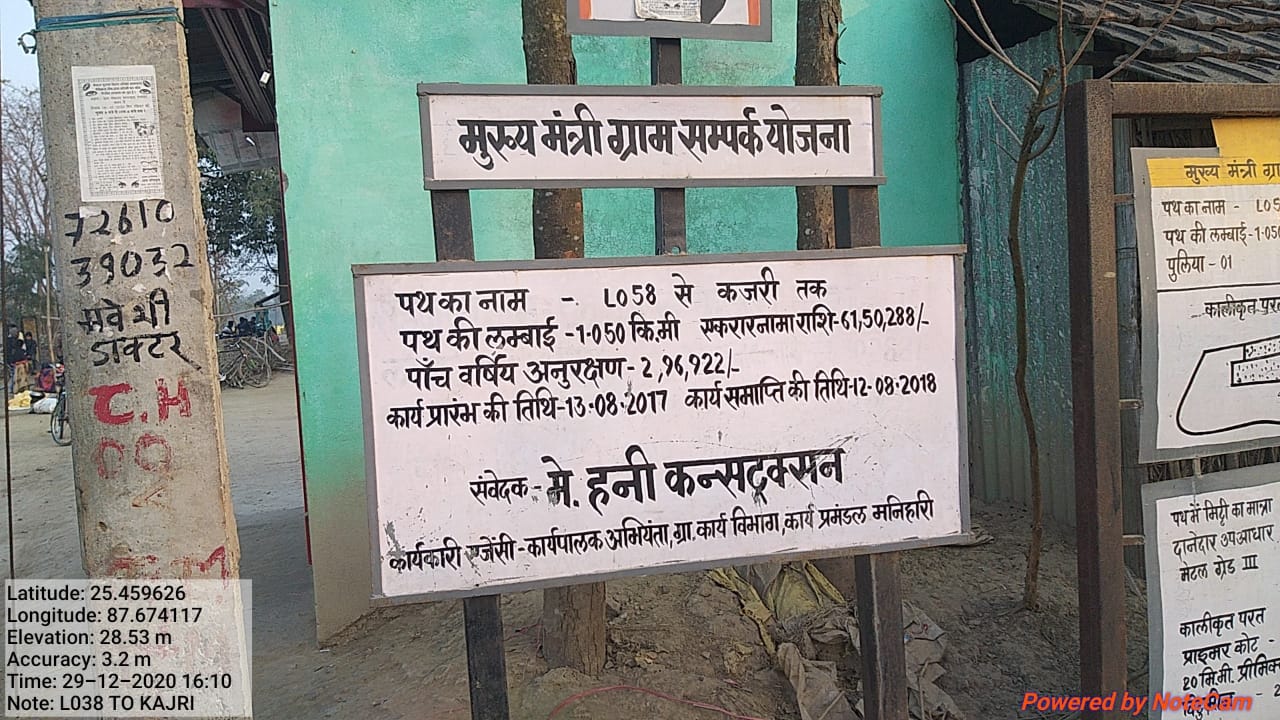 72610
39032
मवेशी
डाक्टर
C.H
मुख्य मंत्री ग्राम सम्पर्क योजना
पथ का नाम - L058 से कजरी तक
पथ की लम्बाई -1.050 कि.मी एकरारनामा राशि-61,50,288/-
पाँच वर्षिय अनुरक्षण - 2,96,922/-
कार्य प्रारंभ की तिथि-13.08.2017 कार्य समाप्ति की तिथि-12-08-2018
संवेदक - मे. हनी कन्सट्रक्सन
कार्यकारी एजेंसी - कार्यपालक अभियंता, ग्रा. कार्य विभाग, कार्य प्रमंडल मनिहारी
मुख्य मंत्री ग्रा
पथ का नाम - L05
पथ की लम्बाई-1.050
पुलिया - 01
कालीकृत पर
पथ में मिट्टी का मात्रा
दानेदार उपआधार
मेटल ग्रेड III
कालीकृत परत
प्राइमर कोट -
20 मि.मी. प्रीमिक्स
Latitude: 25.459626
Longitude: 87.674117
Elevation: 28.53 m
Accuracy: 3.2 m
Time: 29-12-2020 16:10
Note: L038 TO KAJRI
Powered by NoteCam